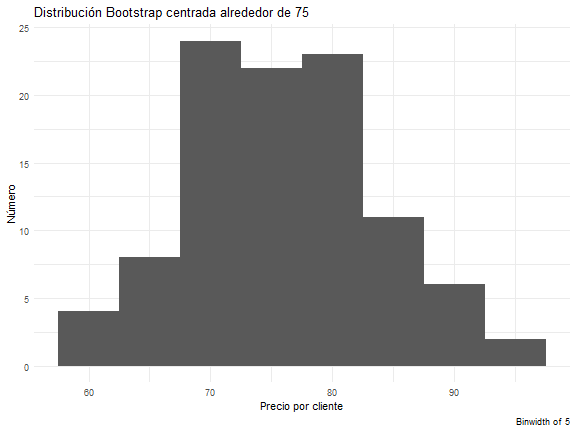 Distribución Bootstrap centrada alrededor de 75
25
20
15
10
5
0
Número
60
70
80
90
Precio por cliente
Binwidth of 5